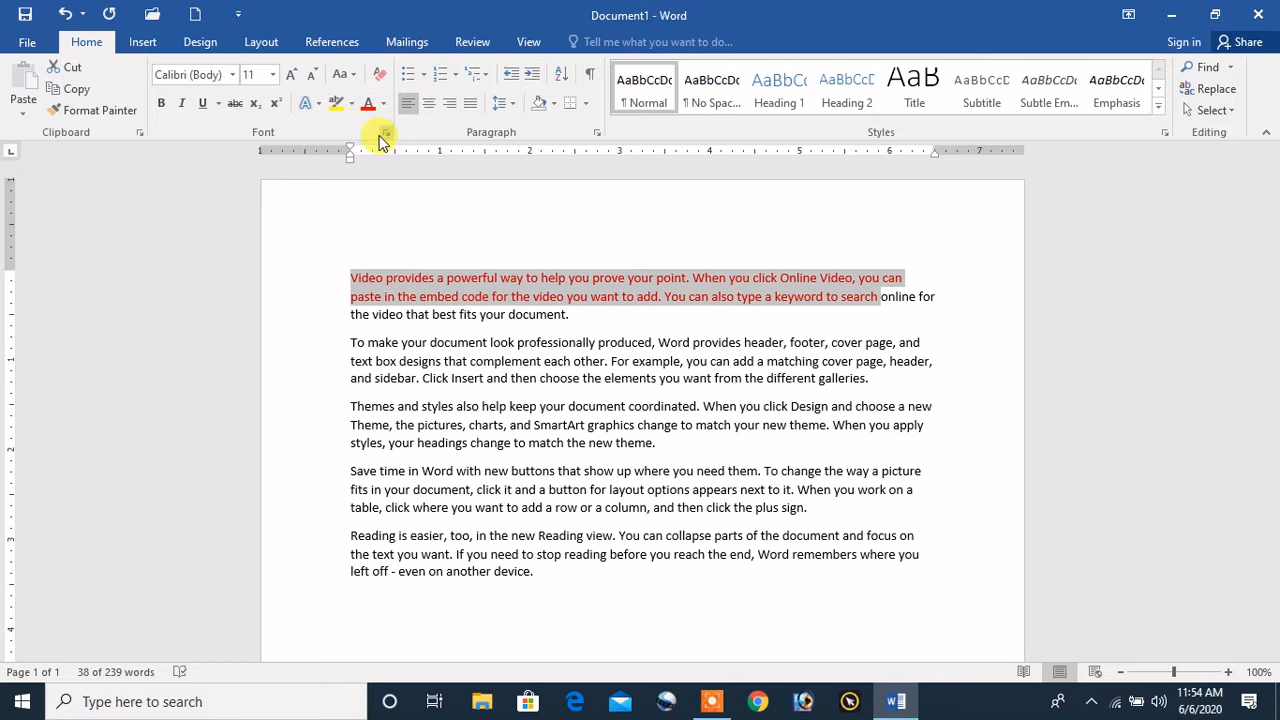 Document1 - Word
File Home Insert Design Layout References Mailings Review View Tell me what you want to do... Sign in Share
Paste
Cut
Copy
Format Painter
Clipboard
Calibri (Body) 11
Font
Paragraph
AaBbCcDc AaBbCcDc AaBbCc AaBbCcD AaB AaBbCcD AaBbCcDc AaBbCcDc
¶ Normal ¶ No Spac... Heading 1 Heading 2 Title Subtitle Subtle Em... Emphasis
Styles
Find
Replace
Select
Editing
1 1 2 3 4 5 6 7
Video provides a powerful way to help you prove your point. When you click Online Video, you can
paste in the embed code for the video you want to add. You can also type a keyword to search online for
the video that best fits your document.
To make your document look professionally produced, Word provides header, footer, cover page, and
text box designs that complement each other. For example, you can add a matching cover page, header,
and sidebar. Click Insert and then choose the elements you want from the different galleries.
Themes and styles also help keep your document coordinated. When you click Design and choose a new
Theme, the pictures, charts, and SmartArt graphics change to match your new theme. When you apply
styles, your headings change to match the new theme.
Save time in Word with new buttons that show up where you need them. To change the way a picture
fits in your document, click it and a button for layout options appears next to it. When you work on a
table, click where you want to add a row or a column, and then click the plus sign.
Reading is easier, too, in the new Reading view. You can collapse parts of the document and focus on
the text you want. If you need to stop reading before you reach the end, Word remembers where you
left off - even on another device.
Page 1 of 1 38 of 239 words 100%
Type here to search
11:54 AM
6/6/2020